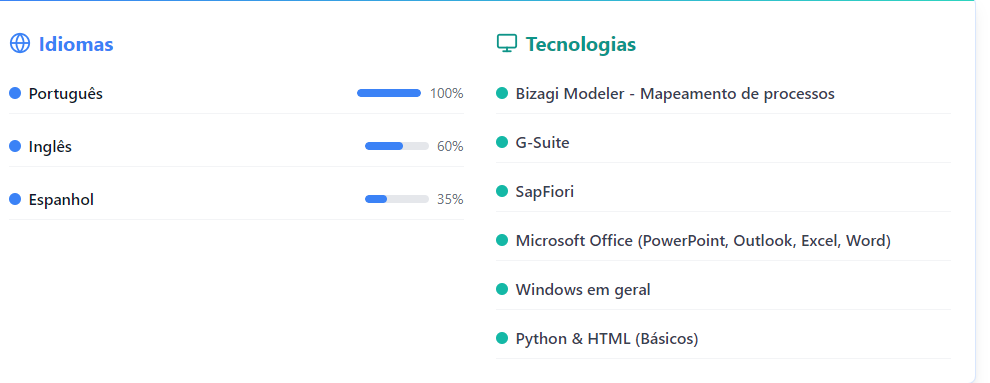 Idiomas
Português 100%
Inglês 60%
Espanhol 35%
Tecnologias
Bizagi Modeler - Mapeamento de processos
G-Suite
SapFiori
Microsoft Office (PowerPoint, Outlook, Excel, Word)
Windows em geral
Python & HTML (Básicos)